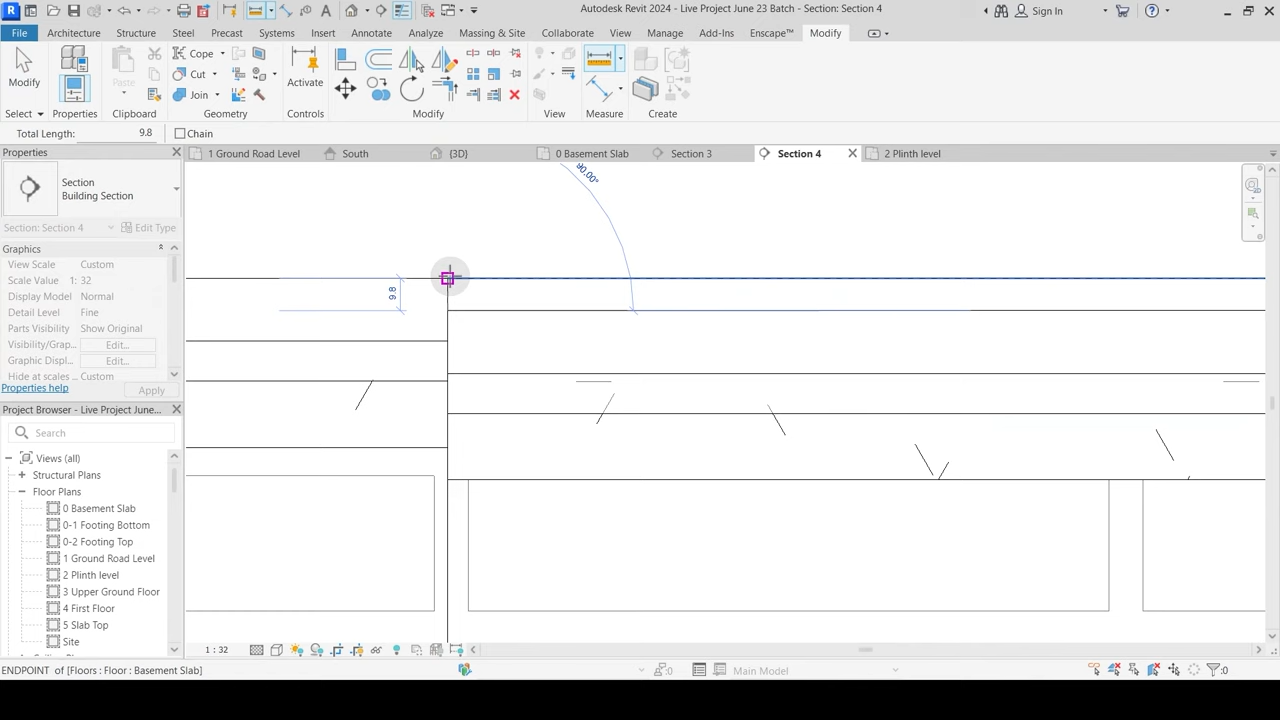 Autodesk Revit 2024 - Live Project June 23 Batch - Section: Section 4
Sign In
File Architecture Structure Steel Precast Systems Insert Annotate Analyze Massing & Site Collaborate View Manage Add-Ins Enscape™ Modify
Modify
Paste
Cope
Cut
Join
Activate
Select Properties Clipboard Geometry Controls Modify View Measure Create
Total Length: 9.8 Chain
Properties
1 Ground Road Level South {3D} 0 Basement Slab Section 3 Section 4 2 Plinth level
Section
Building Section
Section: Section 4 Edit Type
Graphics
View Scale Custom
Scale Value 1: 32
Display Model Normal
Detail Level Fine
Parts Visibility Show Original
Visibility/Grap... Edit...
Graphic Displ... Edit...
Hide at scales ... Custom
Properties help Apply
90.00°
9.8
Project Browser - Live Project June...
Search
Views (all)
Structural Plans
Floor Plans
0 Basement Slab
0-1 Footing Bottom
0-2 Footing Top
1 Ground Road Level
2 Plinth level
3 Upper Ground Floor
4 First Floor
5 Slab Top
Site
1 : 32
ENDPOINT of [Floors : Floor : Basement Slab]
:0
Main Model
:0